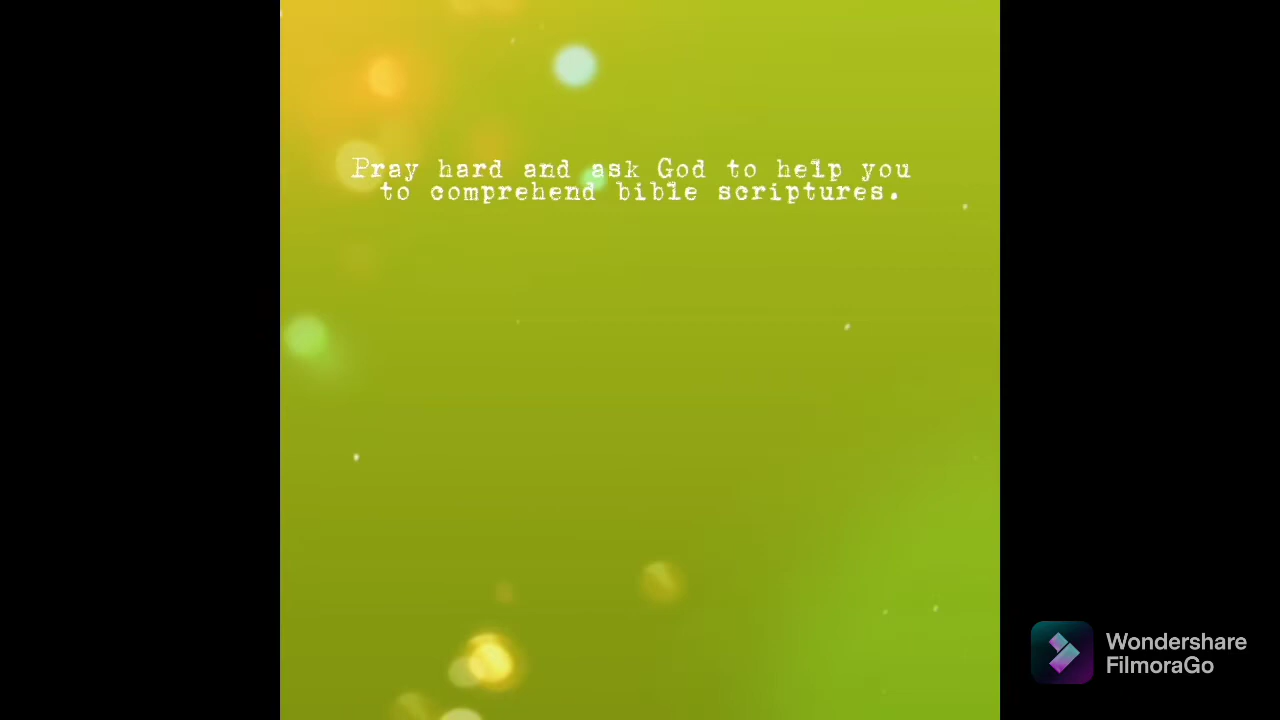 Pray hard and ask God to help you
to comprehend bible scriptures.
Wondershare
FilmoraGo